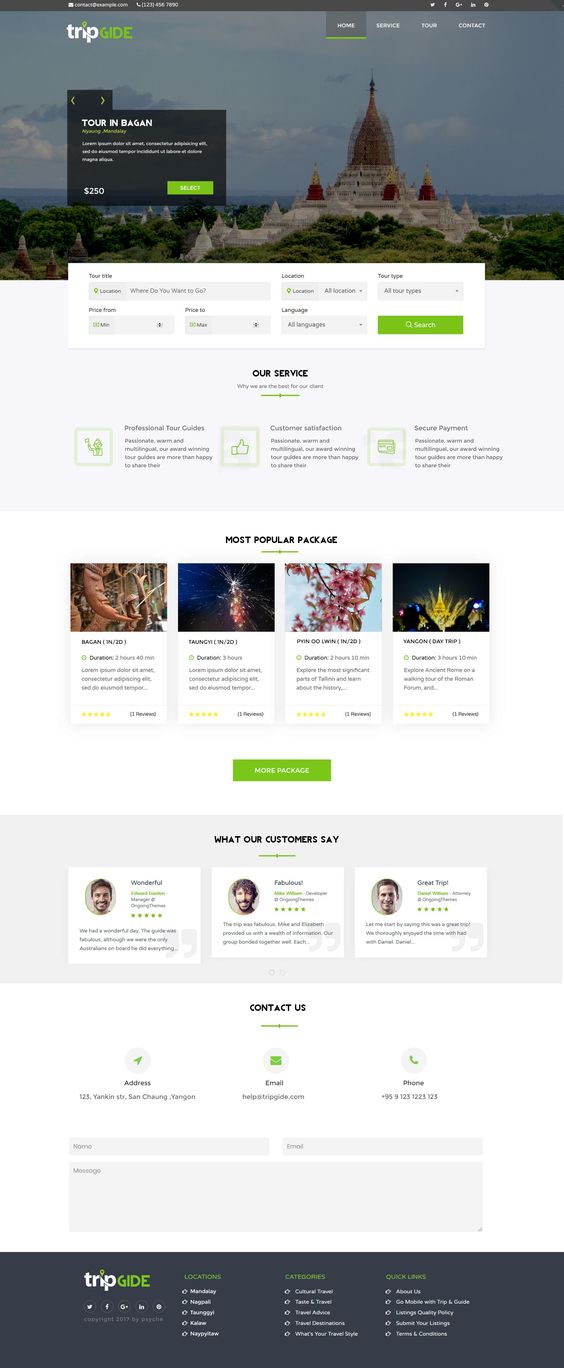 contact@example.com (123) 456 7890
tripGIDE
HOME SERVICE TOUR CONTACT
TOUR IN BAGAN
Nyaung ,Mandalay
Lorem ipsum dolor sit amet, consectetur adipiscing elit,
sed do eiusmod tempor incididunt ut labore et dolore
magna aliqua.
$250 SELECT
Tour title Location Tour type
Location Where Do You Want to Go? Location All location All tour types
Price from Price to Language
Min Max All languages Search
OUR SERVICE
Why we are the best for our client
Professional Tour Guides
Passionate, warm and
multilingual, our award winning
tour guides are more than happy
to share their
Customer satisfaction
Passionate, warm and
multilingual, our award winning
tour guides are more than happy
to share their
Secure Payment
Passionate, warm and
multilingual, our award winning
tour guides are more than happy
to share their
MOST POPULAR PACKAGE
BAGAN ( 1N/2D )
Duration: 2 hours 40 min
Lorem ipsum dolor sit amet,
consectetur adipiscing elit,
sed do eiusmod tempor...
(1 Reviews)
TAUNGYI ( 1N/2D )
Duration: 3 hours
Lorem ipsum dolor sit amet,
consectetur adipiscing elit,
sed do eiusmod tempor...
(1 Reviews)
PYIN OO LWIN ( 1N/2D )
Duration: 2 hours 10 min
Explore the most significant
parts of Tallinn and learn
about the history,...
(1 Reviews)
YANGON ( DAY TRIP )
Duration: 3 hours 10 min
Explore Ancient Rome on a
walking tour of the Roman
Forum, and...
(1 Reviews)
MORE PACKAGE
WHAT OUR CUSTOMERS SAY
Wonderful
Edward Garden -
Manager @
OngoingThemes
We had a wonderful day, The guide was
fabulous, although we were the only
Australians on board he did everything...
Fabulous!
Mike William - Developer
@ OngoingThemes
The trip was fabulous. Mike and Elizabeth
provided us with a wealth of information. Our
group bonded together well. Each...
Great Trip!
Daniel William - Attorney
@ OngoingThemes
Let me start by saying this was a great trip!
We thoroughly enjoyed the time with had
with Daniel. Daniel...
CONTACT US
Address Email Phone
123, Yankin str, San Chaung ,Yangon help@tripgide.com +95 9 123 1223 123
Name Email
Message
tripGIDE
copyright 2017 by psyche
LOCATIONS
Mandalay
Nagpali
Taunggyi
Kalaw
Naypyitaw
CATEGORIES
Cultural Travel
Taste & Travel
Travel Advice
Travel Destinations
What's Your Travel Style
QUICK LINKS
About Us
Go Mobile with Trip & Guide
Listings Quality Policy
Submit Your Listings
Terms & Conditions